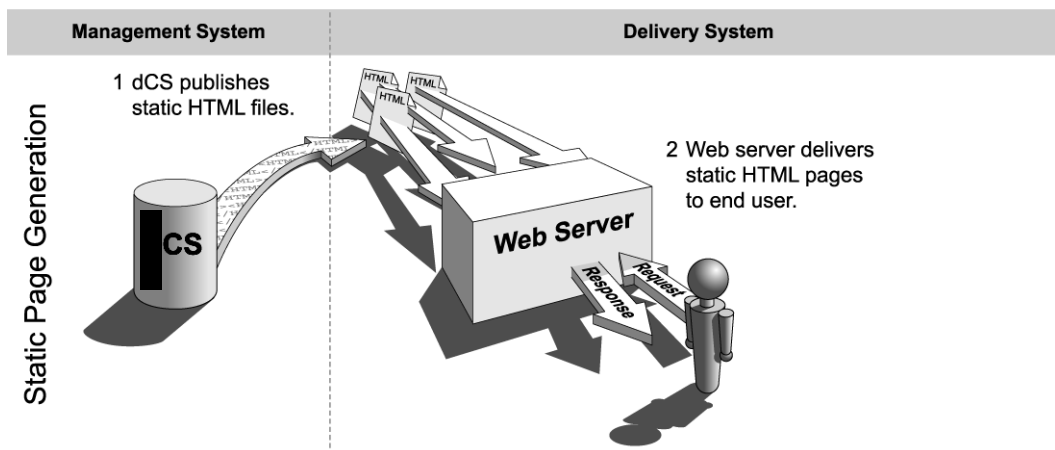 Management System
Delivery System
Static Page Generation
1 dCS publishes
static HTML files.
HTML
HTML
HTML
CS
Web Server
2 Web server delivers
static HTML pages
to end user.
Response
Request